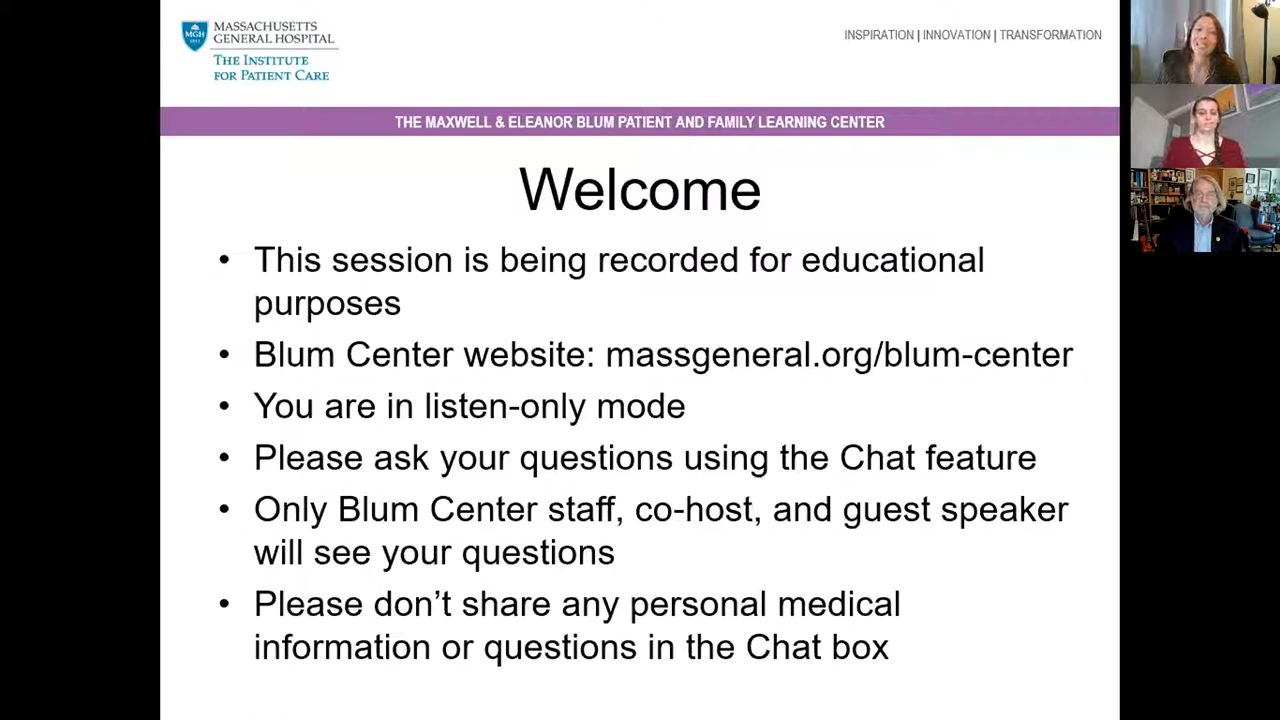 MASSACHUSETTS
GENERAL HOSPITAL
THE INSTITUTE
FOR PATIENT CARE
MGH
1811
INSPIRATION | INNOVATION | TRANSFORMATION
THE MAXWELL & ELEANOR BLUM PATIENT AND FAMILY LEARNING CENTER
Welcome
• This session is being recorded for educational
purposes
• Blum Center website: massgeneral.org/blum-center
• You are in listen-only mode
• Please ask your questions using the Chat feature
• Only Blum Center staff, co-host, and guest speaker
will see your questions
• Please don’t share any personal medical
information or questions in the Chat box